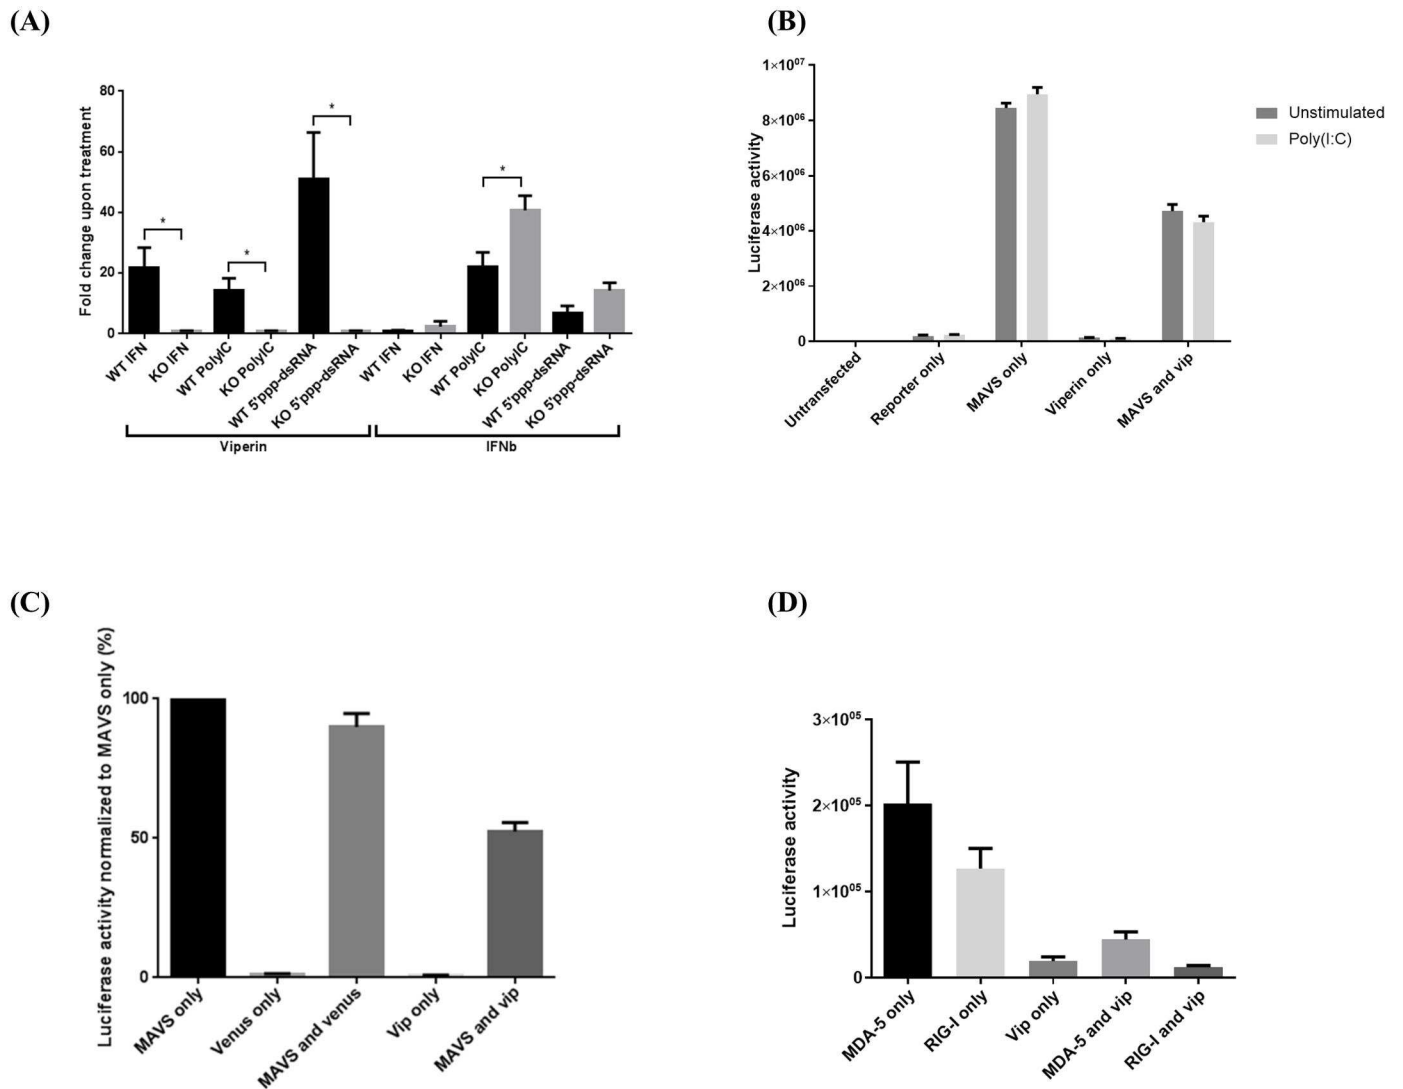 (A)
Fold change upon treatment
80
60
40
20
0
*
*
*
*
WT IFN
KO IFN
WT PolyIC
KO PolyIC
WT 5'ppp-dsRNA
KO 5'ppp-dsRNA
WT IFN
KO IFN
WT PolyIC
KO PolyIC
WT 5'ppp-dsRNA
KO 5'ppp-dsRNA
Viperin
IFNb
(B)
Luciferase activity
1×10⁰⁷
8×10⁰⁶
6×10⁰⁶
4×10⁰⁶
2×10⁰⁶
0
Untransfected
Reporter only
MAVS only
Viperin only
MAVS and vip
Unstimulated
Poly(I:C)
(C)
Luciferase activity normalized to MAVS only (%)
100
50
0
MAVS only
Venus only
MAVS and venus
Vip only
MAVS and vip
(D)
Luciferase activity
3×10⁰⁵
2×10⁰⁵
1×10⁰⁵
0
MDA-5 only
RIG-I only
Vip only
MDA-5 and vip
RIG-I and vip